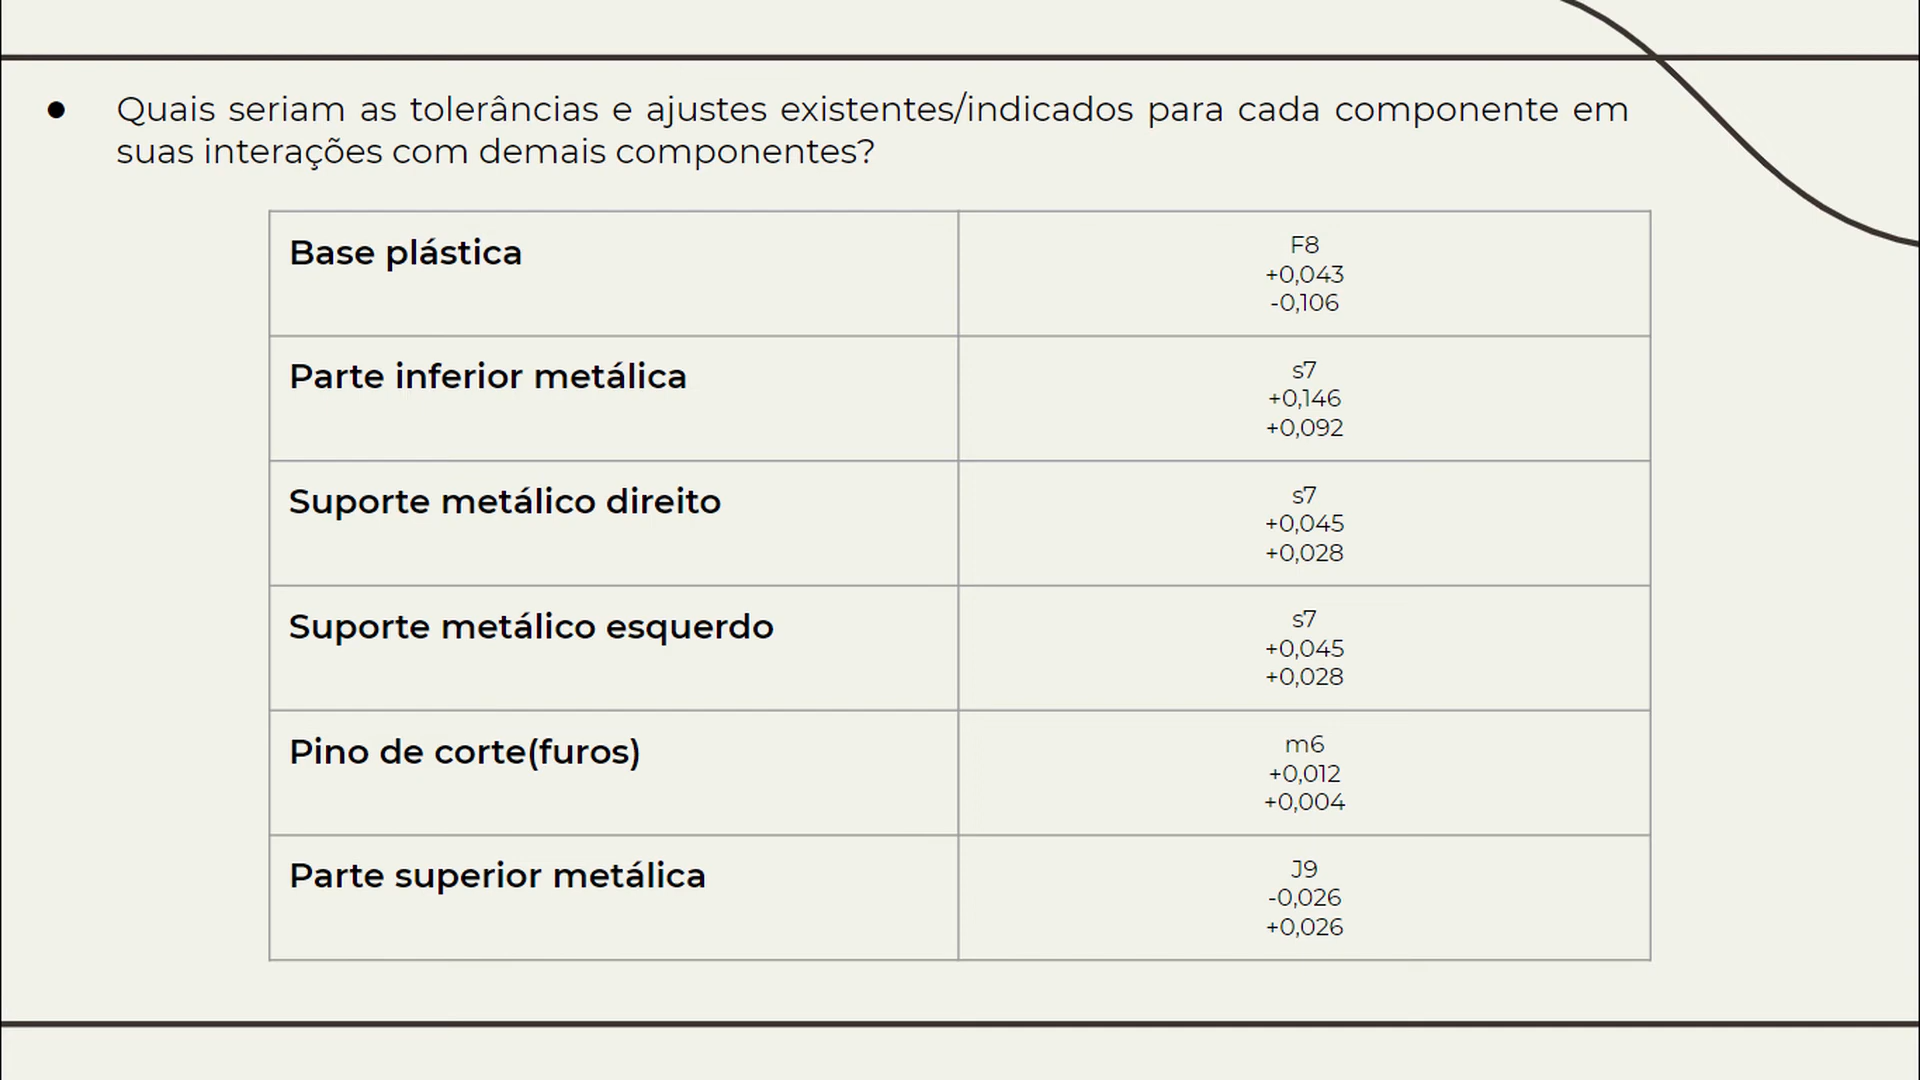 ● Quais seriam as tolerâncias e ajustes existentes/indicados para cada componente em
suas interações com demais componentes?
Base plástica
F8
+0,043
-0,106
Parte inferior metálica
s7
+0,146
+0,092
Suporte metálico direito
s7
+0,045
+0,028
Suporte metálico esquerdo
s7
+0,045
+0,028
Pino de corte(furos)
m6
+0,012
+0,004
Parte superior metálica
J9
-0,026
+0,026